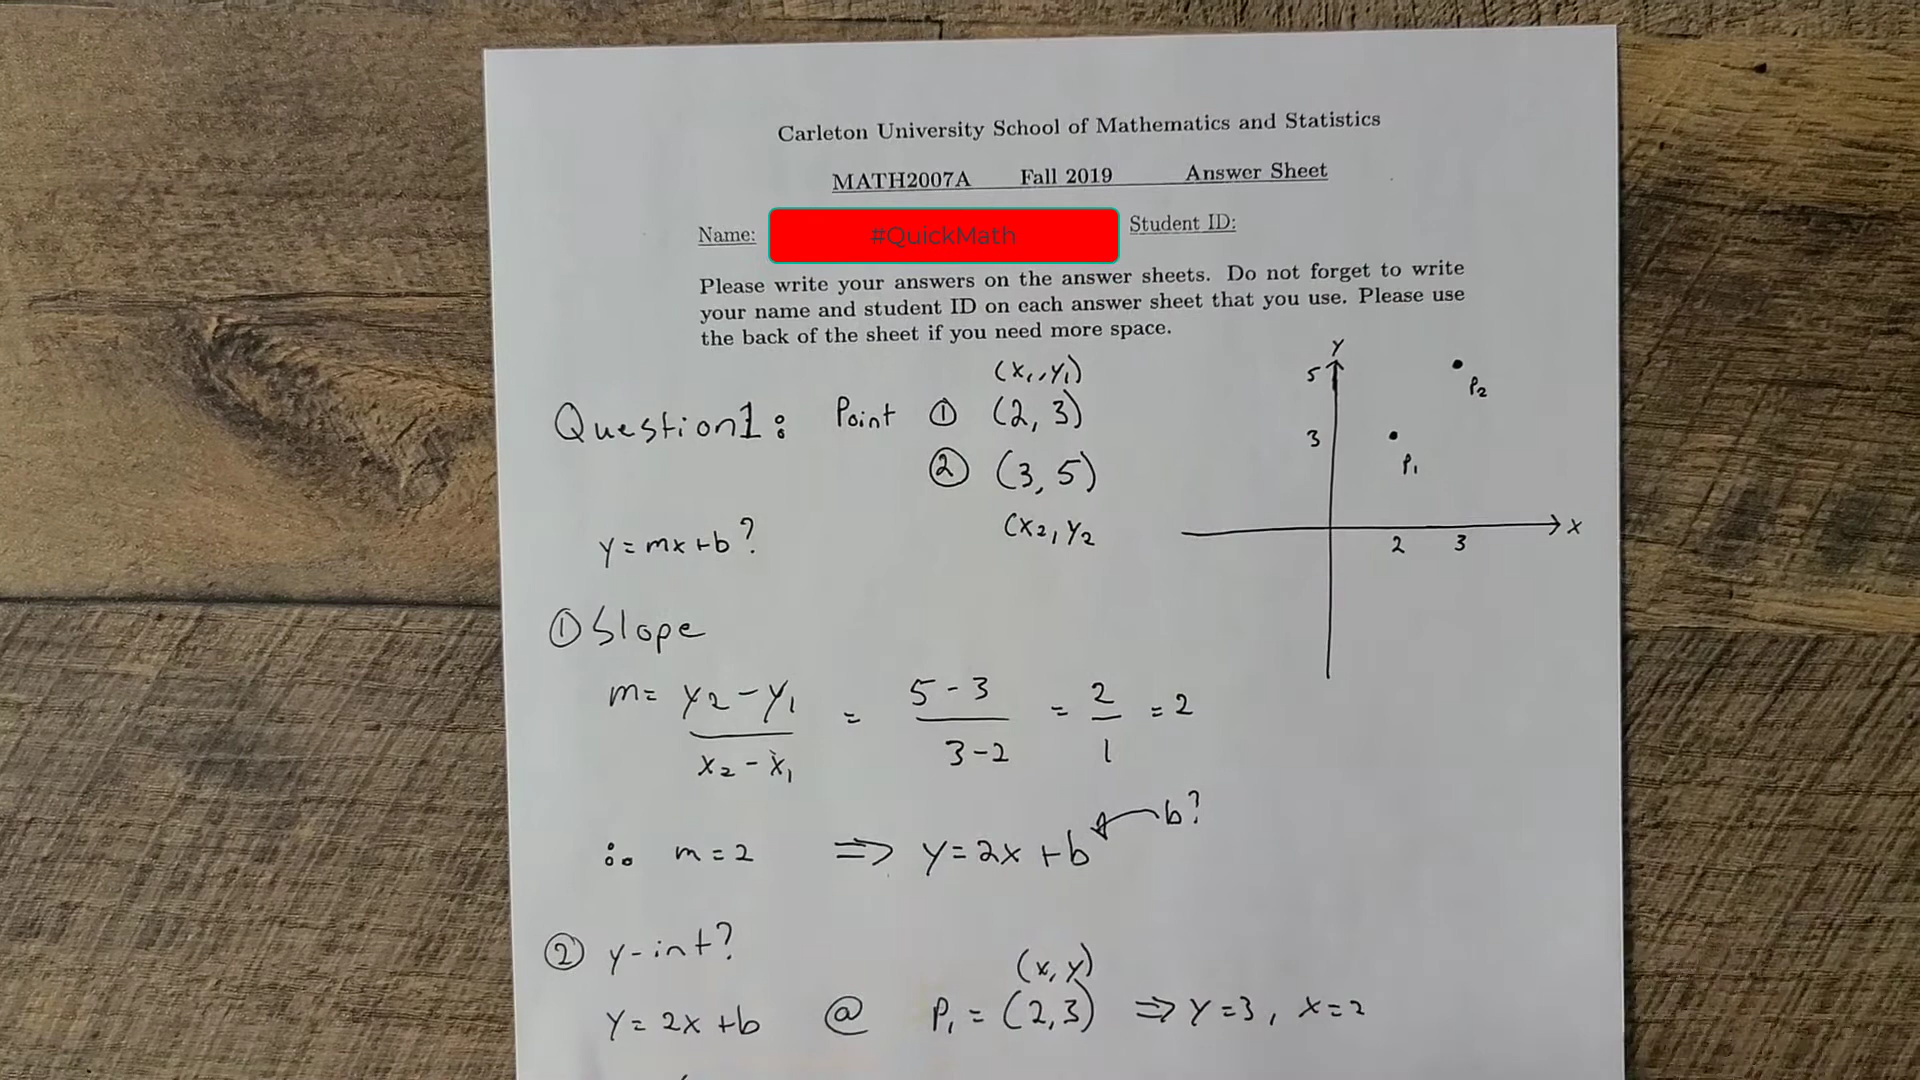 Carleton University School of Mathematics and Statistics
MATH2007A Fall 2019 Answer Sheet
Name: #QuickMath Student ID:
Please write your answers on the answer sheets. Do not forget to write
your name and student ID on each answer sheet that you use. Please use
the back of the sheet if you need more space.
(x₁, y₁)
Question 1: Point ① (2, 3)
② (3, 5)
(x₂, y₂
y = mx + b ?
Y
5
P₂
3
P₁
X
2 3
① Slope
m = y₂ - y₁ / x₂ - x₁ = 5 - 3 / 3 - 2 = 2 / 1 = 2
b?
∴ m = 2 ⇒ y = 2x + b
② y-int?
(x, y)
y = 2x + b @ P₁ = (2, 3) ⇒ y = 3, x = 2